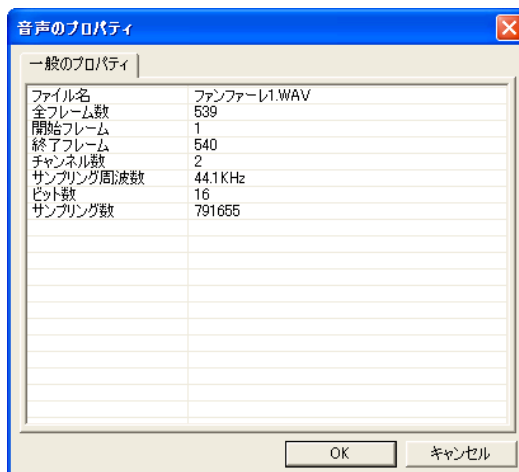 音声のプロパティ
一般のプロパティ
ファイル名 ファンファーレ1.WAV
全フレーム数 539
開始フレーム 1
終了フレーム 540
チャンネル数 2
サンプリング周波数 44.1KHz
ビット数 16
サンプリング数 791655
OK キャンセル